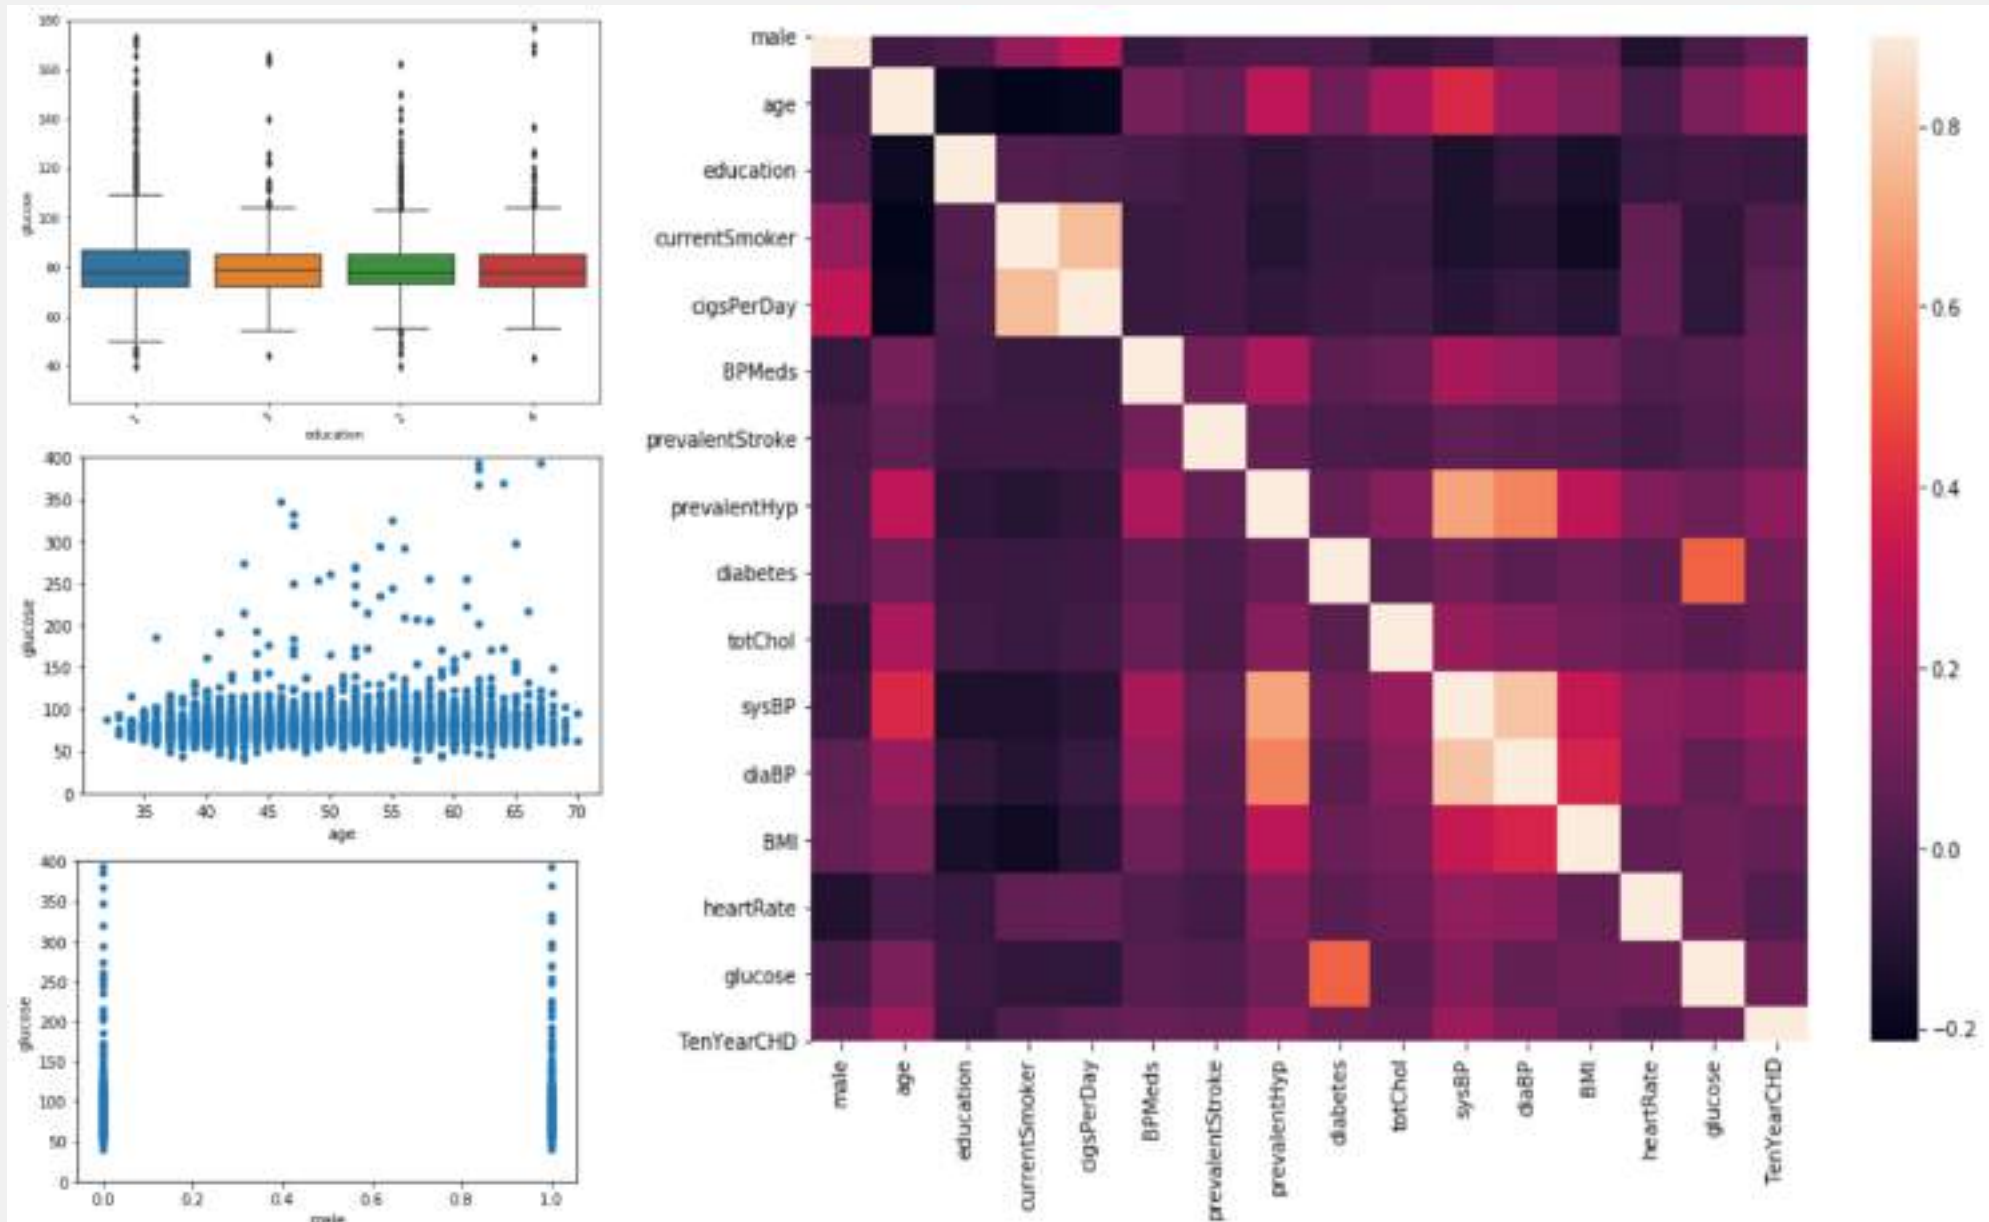 180
160
140
120
100
80
60
40
glucose
education
400
350
300
250
200
150
100
50
0
glucose
35 40 45 50 55 60 65 70
age
400
350
300
250
200
150
100
50
0
glucose
0.0 0.2 0.4 0.6 0.8 1.0
male
male
age
education
currentSmoker
cigsPerDay
BPMeds
prevalentStroke
prevalentHyp
diabetes
totChol
sysBP
diaBP
BMI
heartRate
glucose
TenYearCHD
male age education currentSmoker cigsPerDay BPMeds prevalentStroke prevalentHyp diabetes totChol sysBP diaBP BMI heartRate glucose TenYearCHD
0.8
0.6
0.4
0.2
0.0
−0.2